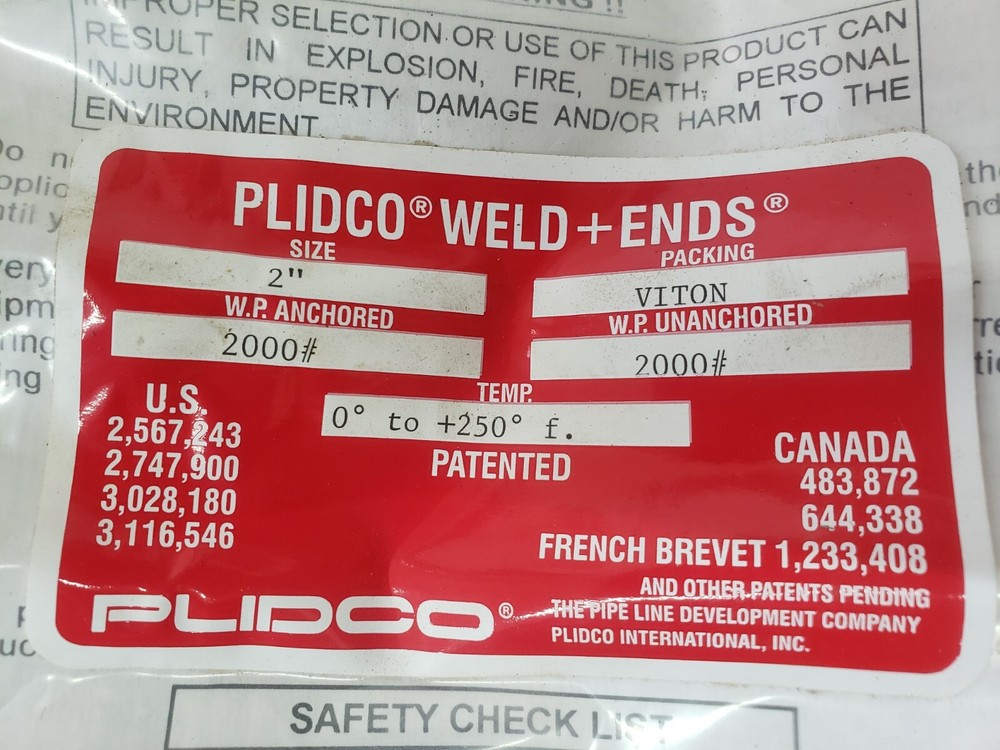 !!
IMPROPER SELECTION OR USE OF THIS PRODUCT CAN
RESULT IN EXPLOSION, FIRE, DEATH, PERSONAL
INJURY, PROPERTY DAMAGE AND/OR HARM TO THE
ENVIRONMENT.
PLIDCO® WELD+ENDS®
SIZE
2"
PACKING
VITON
W.P. ANCHORED
2000#
W.P. UNANCHORED
2000#
TEMP.
0° to +250° f.
PATENTED
U.S.
2,567,243
2,747,900
3,028,180
3,116,546
CANADA
483,872
644,338
FRENCH BREVET 1,233,408
AND OTHER PATENTS PENDING
THE PIPE LINE DEVELOPMENT COMPANY
PLIDCO INTERNATIONAL, INC.
PLIDCO®
SAFETY CHECK LIST